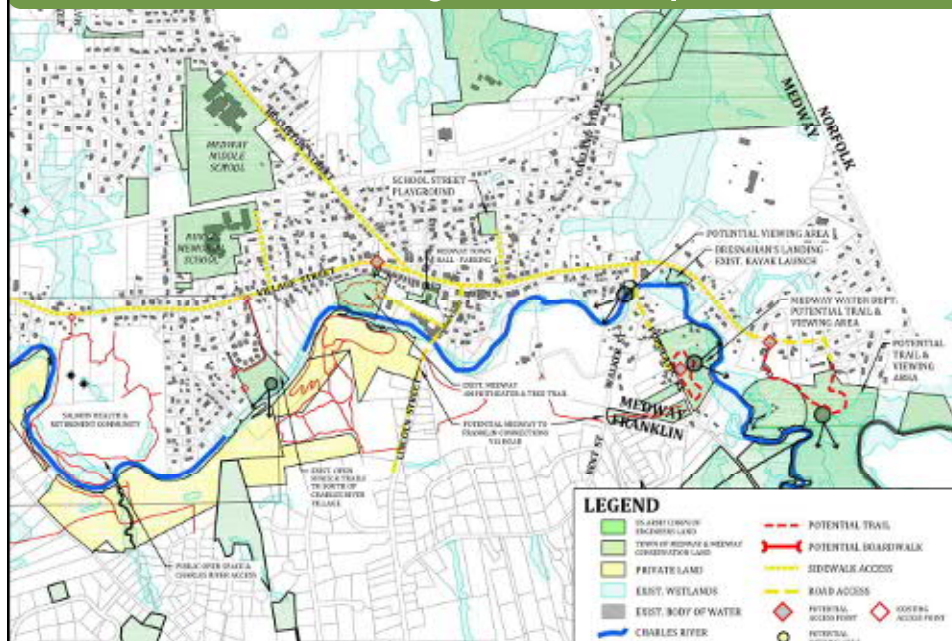 MEDWAY
NORFOLK
MEDWAY
MIDDLE
SCHOOL
SCHOOL STREET
PLAYGROUND
MEMORIAL
SCHOOL
VILLAGE STREET
MEDWAY TOWN
HALL - PARKING
POTENTIAL VIEWING AREA
EXIST. KAYAK LAUNCH
MEDWAY WATER DEPT.
POTENTIAL TRAIL &
VIEWING AREA
POTENTIAL
TRAIL &
VIEWING
AREA
SALMON HEALTH &
RETIREMENT COMMUNITY
LINCOLN STREET
EXIST. MEDWAY
AMPHITHEATER & TREE TRAIL
POTENTIAL MEDWAY TO
FRANKLIN CONNECTIONS
VIA ROAD
MEDWAY
FRANKLIN
WEST ST
EXIST. OPEN
SPACE & TRAILS
TO SOUTH OF
CHARLES RIVER
VILLAGE
PUBLIC OPEN SPACE &
CHARLES RIVER ACCESS
LEGEND
US ARMY CORPS OF
ENGINEERS LAND
TOWN OF MEDWAY & MEDWAY
CONSERVATION LAND
PRIVATE LAND
EXIST. WETLANDS
EXIST. BODY OF WATER
CHARLES RIVER
POTENTIAL TRAIL
POTENTIAL BOARDWALK
SIDEWALK ACCESS
ROAD ACCESS
POTENTIAL
ACCESS POINT
EXISTING
ACCESS POINT
POTENTIAL